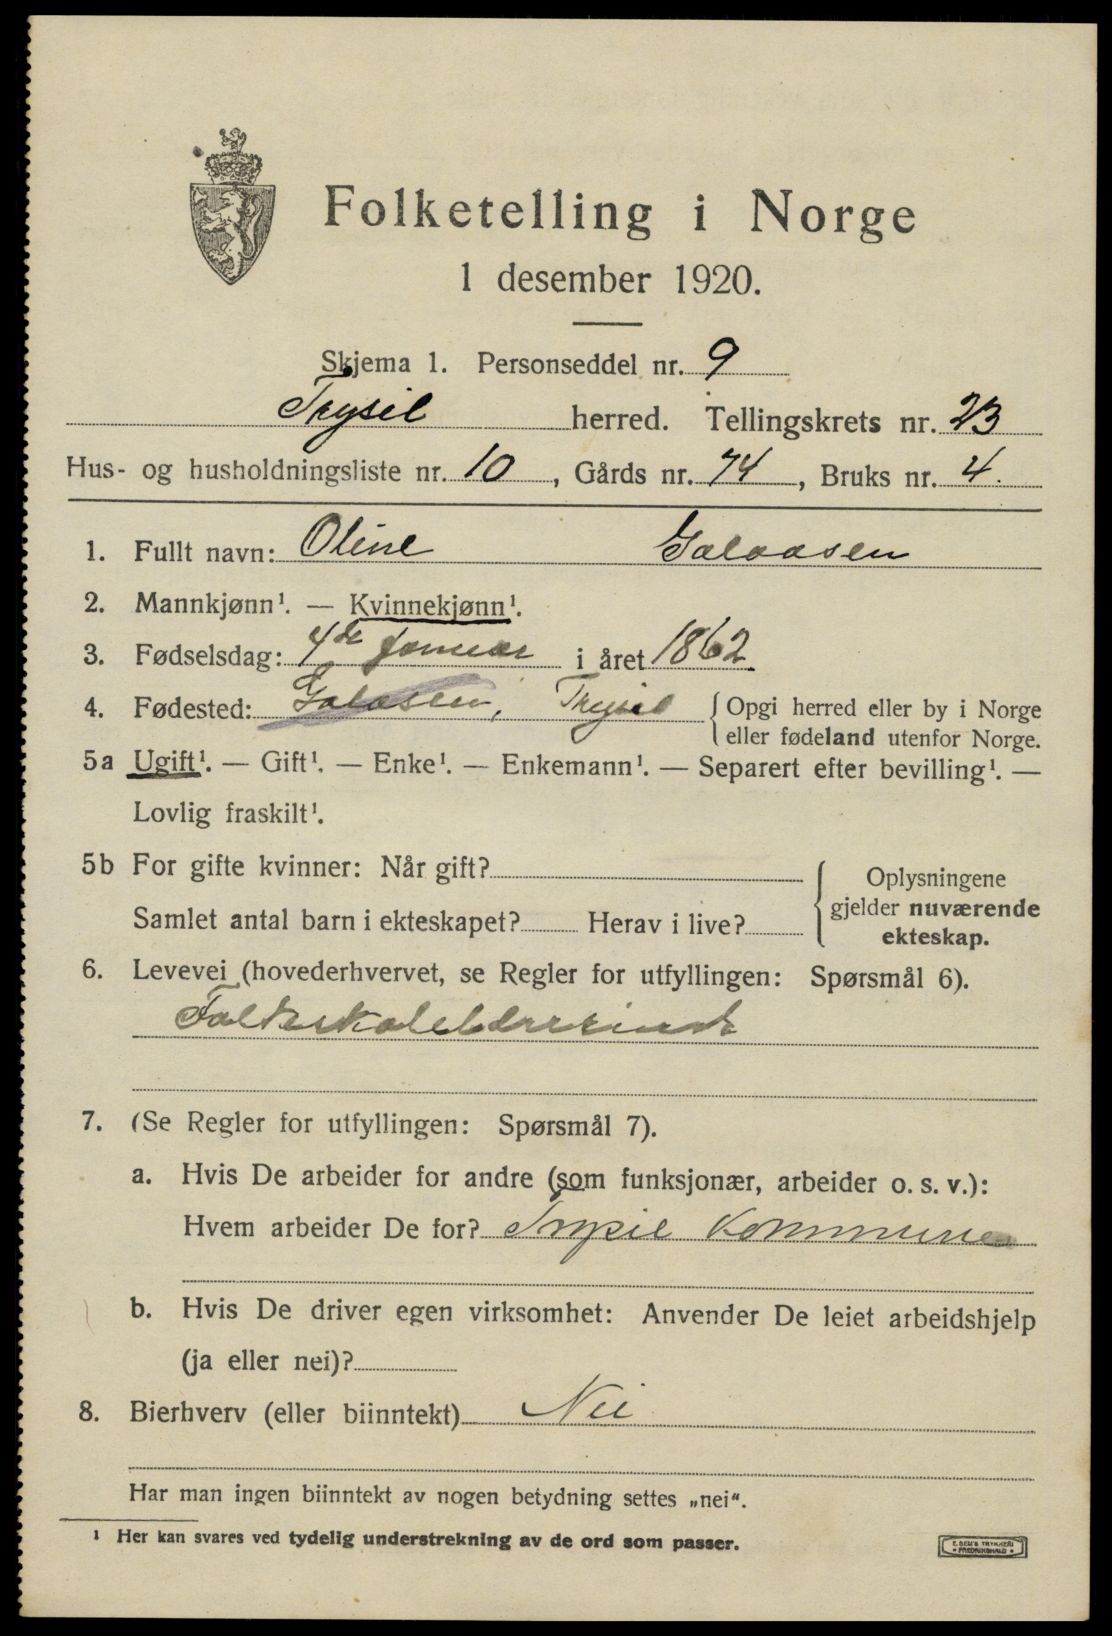 Folketelling i Norge
1 desember 1920.
Skjema 1. Personseddel nr. 9
Trysil herred. Tellingskrets nr. 23
Hus- og husholdningsliste nr. 10, Gårds nr. 74, Bruks nr. 4.
1. Fullt navn: Oline Galaasen
2. Mannkjønn¹. — Kvinnekjønn¹.
3. Fødselsdag: 4de januar i året 1862
4. Fødested: Galaasen, Trysil { Opgi herred eller by i Norge
eller fødeland utenfor Norge.
5a Ugift¹. — Gift¹. — Enke¹. — Enkemann¹. — Separert efter bevilling¹. —
Lovlig fraskilt¹.
5b For gifte kvinner: Når gift?
Samlet antal barn i ekteskapet? Herav i live?
{ Oplysningene
gjelder nuværende
ekteskap.
6. Levevei (hovederhvervet, se Regler for utfyllingen: Spørsmål 6).
7. (Se Regler for utfyllingen: Spørsmål 7).
a. Hvis De arbeider for andre (som funksjonær, arbeider o. s. v.):
Hvem arbeider De for? Trysil Kommune
b. Hvis De driver egen virksomhet: Anvender De leiet arbeidshjelp
(ja eller nei)?
8. Bierhverv (eller biinntekt) Nei
Har man ingen biinntekt av nogen betydning settes „nei“.
¹ Her kan svares ved tydelig understrekning av de ord som passer.
E. SEM'S TRYKKERI
• FREDRIKSHALD •